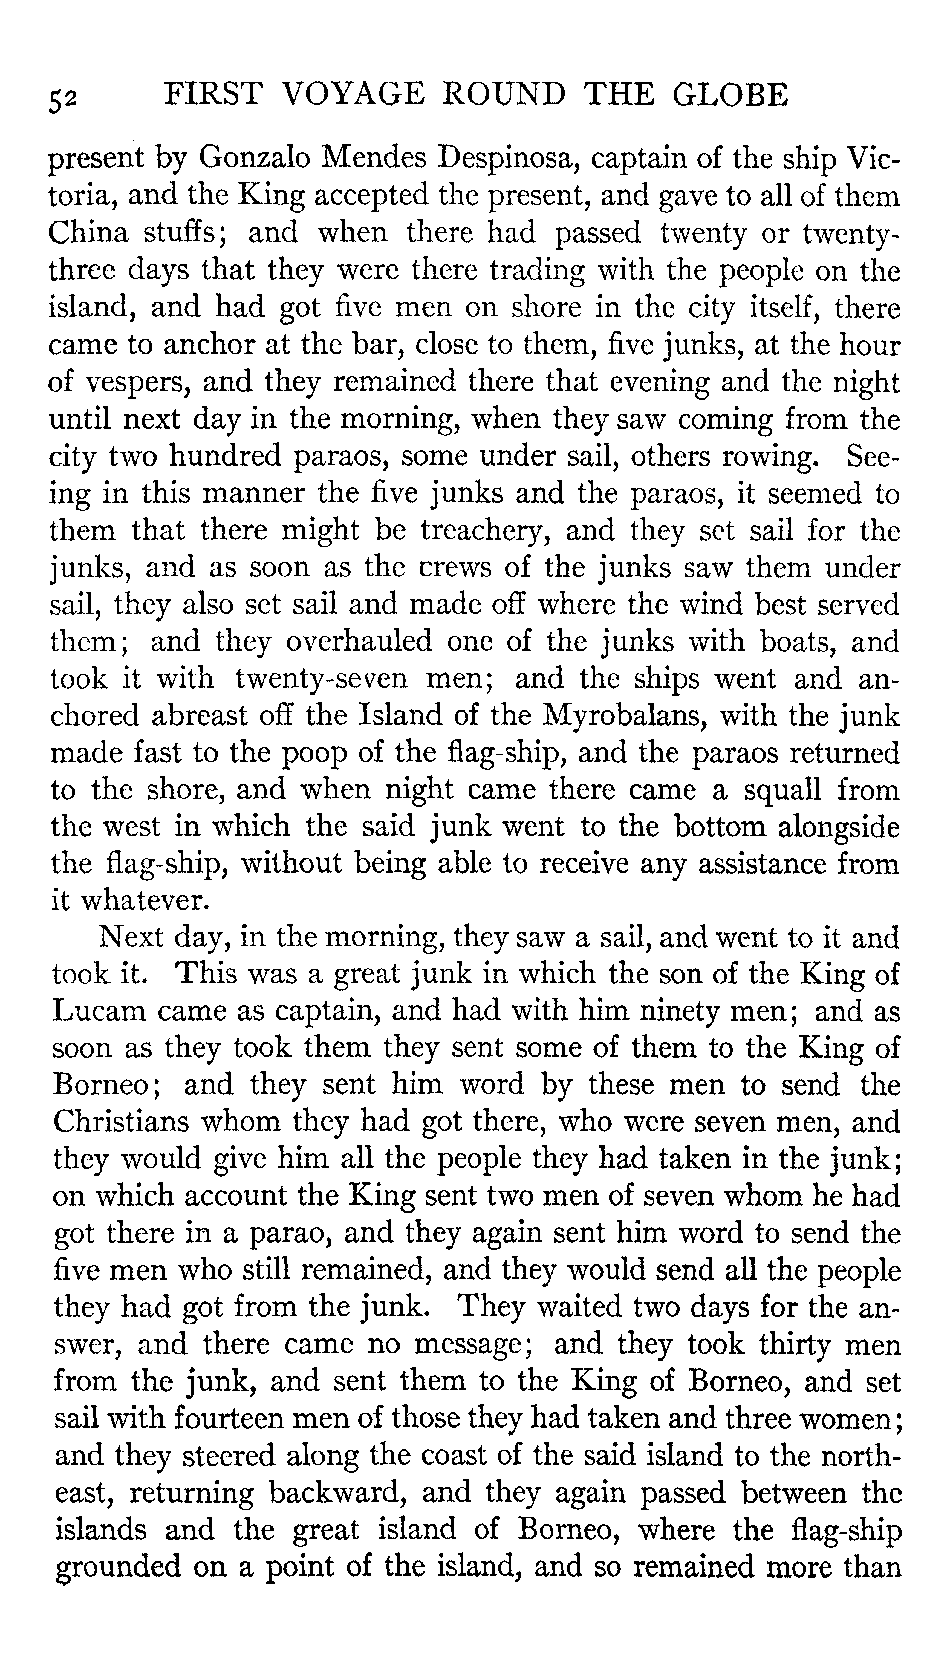 52 FIRST VOYAGE ROUND THE GLOBE
present by Gonzalo Mendes Despinosa, captain of the ship Vic-
toria, and the King accepted the present, and gave to all of them
China stuffs; and when there had passed twenty or twenty-
three days that they were there trading with the people on the
island, and had got five men on shore in the city itself, there
came to anchor at the bar, close to them, five junks, at the hour
of vespers, and they remained there that evening and the night
until next day in the morning, when they saw coming from the
city two hundred paraos, some under sail, others rowing. See-
ing in this manner the five junks and the paraos, it seemed to
them that there might be treachery, and they set sail for the
junks, and as soon as the crews of the junks saw them under
sail, they also set sail and made off where the wind best served
them; and they overhauled one of the junks with boats, and
took it with twenty-seven men; and the ships went and an-
chored abreast off the Island of the Myrobalans, with the junk
made fast to the poop of the flag-ship, and the paraos returned
to the shore, and when night came there came a squall from
the west in which the said junk went to the bottom alongside
the flag-ship, without being able to receive any assistance from
it whatever.
Next day, in the morning, they saw a sail, and went to it and
took it. This was a great junk in which the son of the King of
Lucam came as captain, and had with him ninety men; and as
soon as they took them they sent some of them to the King of
Borneo; and they sent him word by these men to send the
Christians whom they had got there, who were seven men, and
they would give him all the people they had taken in the junk;
on which account the King sent two men of seven whom he had
got there in a parao, and they again sent him word to send the
five men who still remained, and they would send all the people
they had got from the junk. They waited two days for the an-
swer, and there came no message; and they took thirty men
from the junk, and sent them to the King of Borneo, and set
sail with fourteen men of those they had taken and three women;
and they steered along the coast of the said island to the north-
east, returning backward, and they again passed between the
islands and the great island of Borneo, where the flag-ship
grounded on a point of the island, and so remained more than